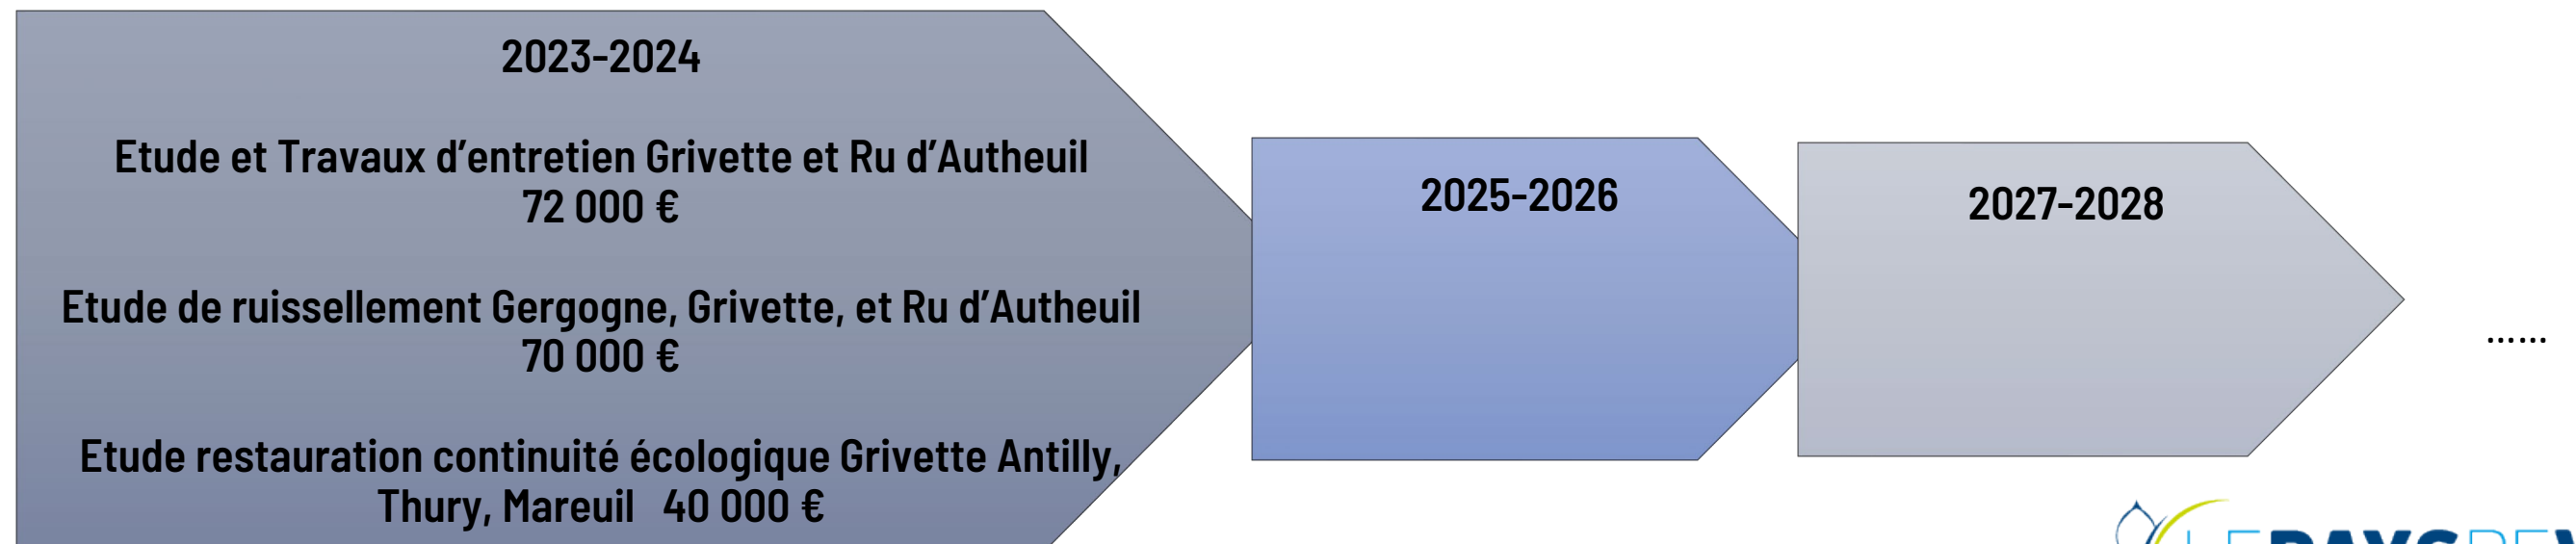 2023-2024
Etude et Travaux d’entretien Grivette et Ru d’Autheuil
72 000 €
Etude de ruissellement Gergogne, Grivette, et Ru d’Autheuil
70 000 €
Etude restauration continuité écologique Grivette Antilly,
Thury, Mareuil 40 000 €
2025-2026
2027-2028
……